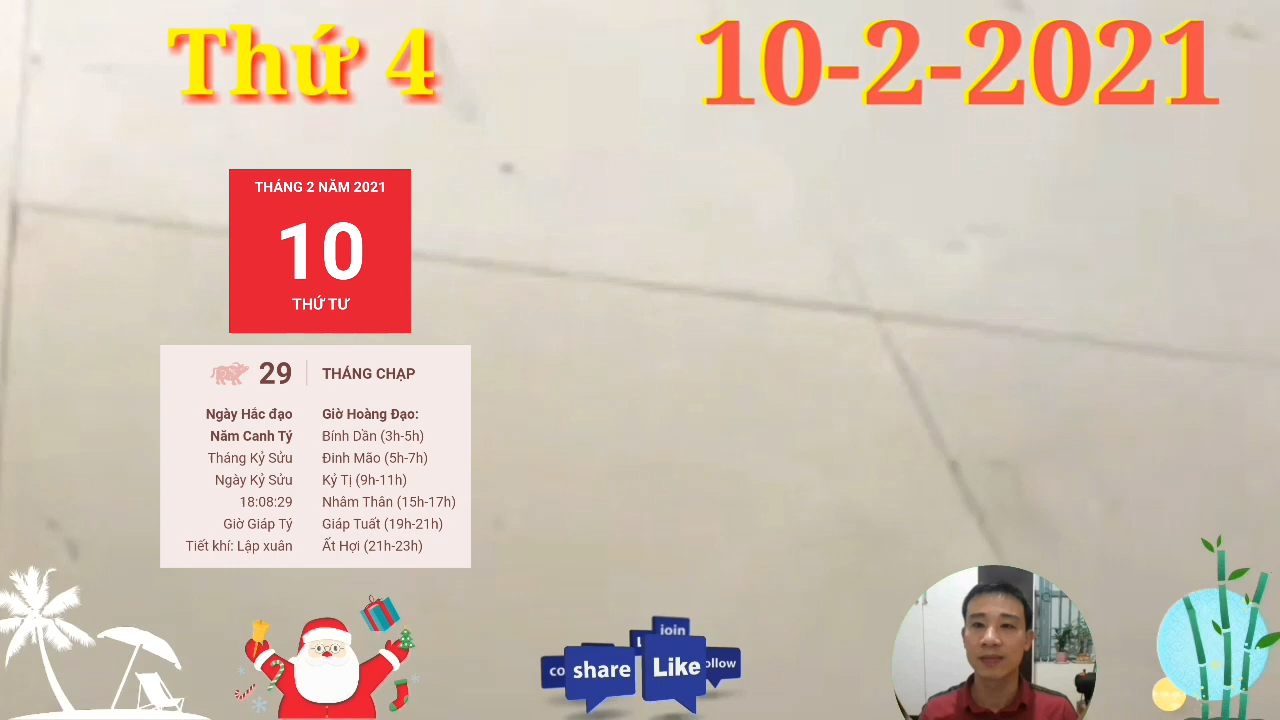 Thứ 4
10-2-2021
THÁNG 2 NĂM 2021
10
THỨ TƯ
29
THÁNG CHẠP
Ngày Hắc đạo
Năm Canh Tý
Tháng Kỷ Sửu
Ngày Kỷ Sửu
18:08:29
Giờ Giáp Tý
Tiết khí: Lập xuân
Giờ Hoàng Đạo:
Bính Dần (3h-5h)
Đinh Mão (5h-7h)
Kỷ Tị (9h-11h)
Nhâm Thân (15h-17h)
Giáp Tuất (19h-21h)
Ất Hợi (21h-23h)
join
co
share
Like
ollow